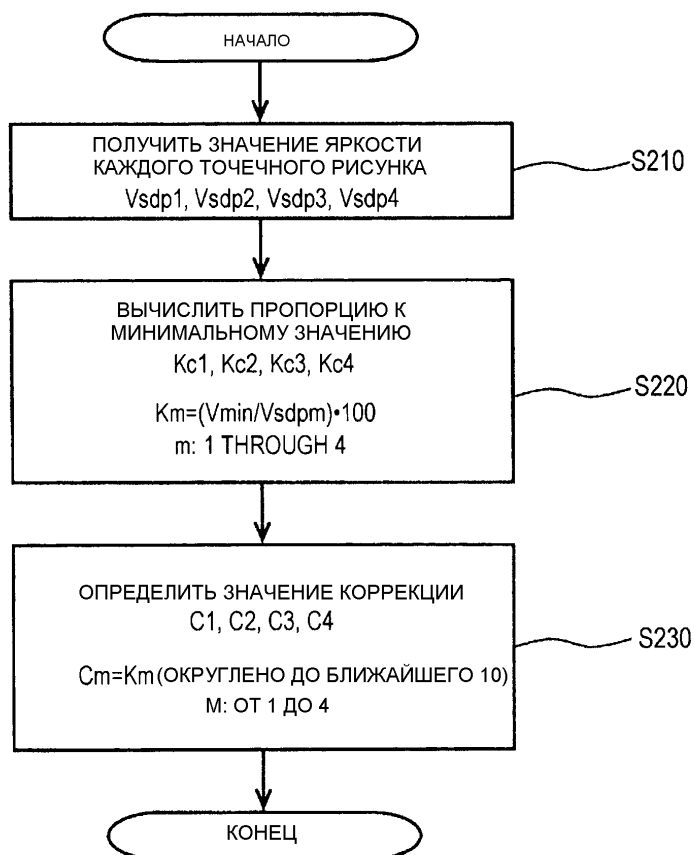 НАЧАЛО
ПОЛУЧИТЬ ЗНАЧЕНИЕ ЯРКОСТИ
КАЖДОГО ТОЧЕЧНОГО РИСУНКА
Vsdp1, Vsdp2, Vsdp3, Vsdp4
S210
ВЫЧИСЛИТЬ ПРОПОРЦИЮ К
МИНИМАЛЬНОМУ ЗНАЧЕНИЮ
Kc1, Kc2, Kc3, Kc4
Km=(Vmin/Vsdpm)•100
m: 1 THROUGH 4
S220
ОПРЕДЕЛИТЬ ЗНАЧЕНИЕ КОРРЕКЦИИ
C1, C2, C3, C4
Cm=Km (ОКРУГЛЕНО ДО БЛИЖАЙШЕГО 10)
М: ОТ 1 ДО 4
S230
КОНЕЦ